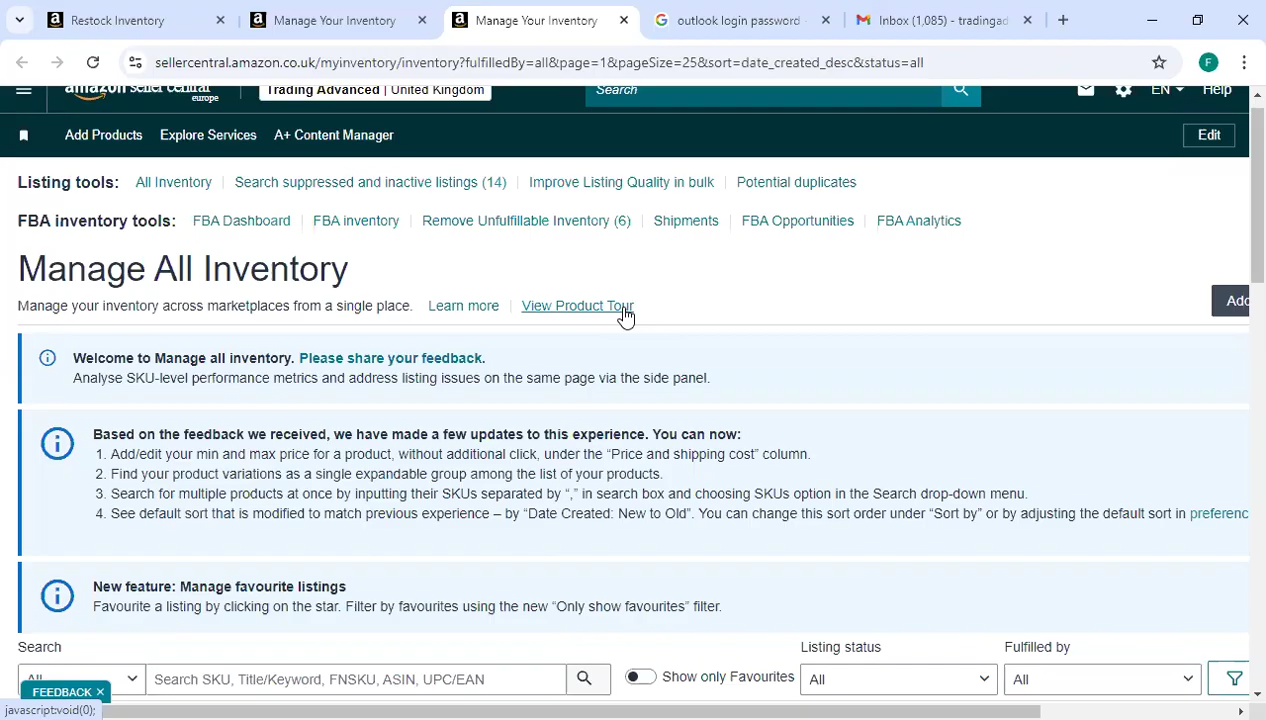 Restock Inventory
Manage Your Inventory
Manage Your Inventory
outlook login password
Inbox (1,085) - tradingad
sellercentral.amazon.co.uk/myinventory/inventory?fulfilledBy=all&page=1&pageSize=25&sort=date_created_desc&status=all
F
amazon seller central
europe
Trading Advanced | United Kingdom
Search
EN
Help
Add Products
Explore Services
A+ Content Manager
Edit
Listing tools: All Inventory Search suppressed and inactive listings (14) Improve Listing Quality in bulk Potential duplicates
FBA inventory tools: FBA Dashboard FBA inventory Remove Unfulfillable Inventory (6) Shipments FBA Opportunities FBA Analytics
Manage All Inventory
Manage your inventory across marketplaces from a single place. Learn more View Product Tour
Add
Welcome to Manage all inventory. Please share your feedback.
Analyse SKU-level performance metrics and address listing issues on the same page via the side panel.
Based on the feedback we received, we have made a few updates to this experience. You can now:
1. Add/edit your min and max price for a product, without additional click, under the “Price and shipping cost” column.
2. Find your product variations as a single expandable group among the list of your products.
3. Search for multiple products at once by inputting their SKUs separated by “,” in search box and choosing SKUs option in the Search drop-down menu.
4. See default sort that is modified to match previous experience – by “Date Created: New to Old”. You can change this sort order under “Sort by” or by adjusting the default sort in preferenc
New feature: Manage favourite listings
Favourite a listing by clicking on the star. Filter by favourites using the new “Only show favourites” filter.
Search
Listing status
Fulfilled by
All
Search SKU, Title/Keyword, FNSKU, ASIN, UPC/EAN
Show only Favourites
All
All
FEEDBACK
javascript:void(0);